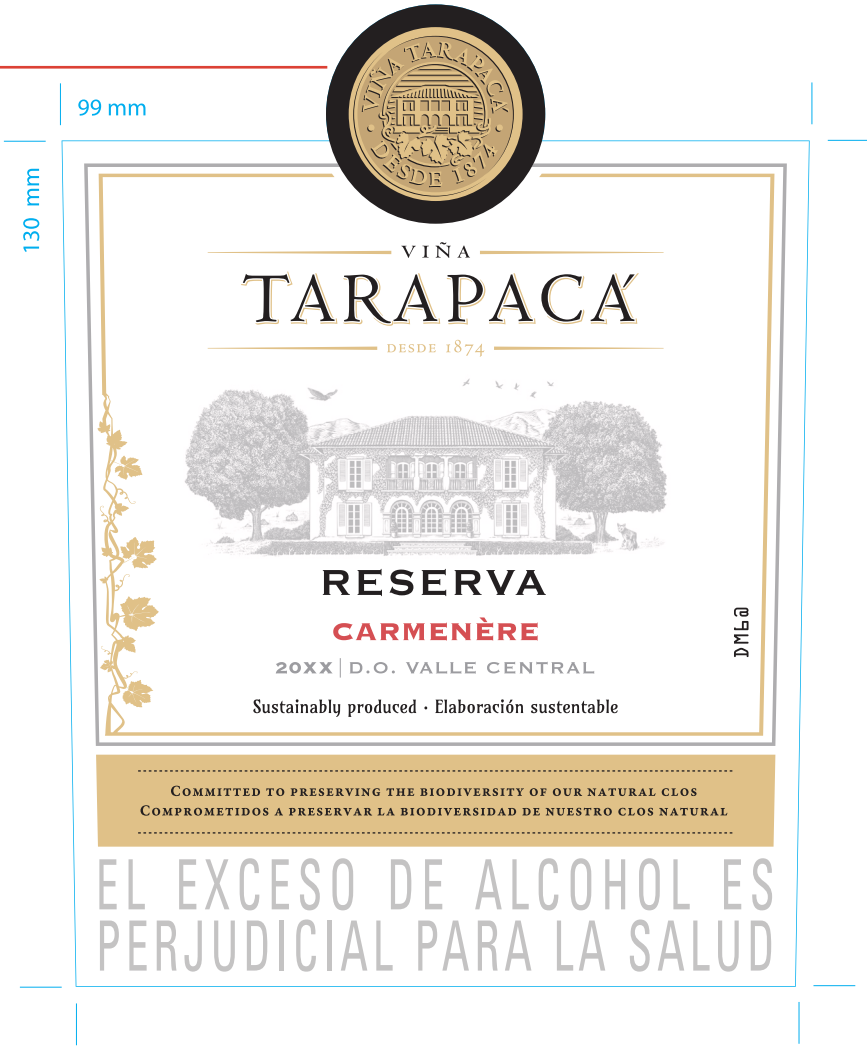 99 mm
130 mm
VIÑA TARAPACÁ
· DESDE 1874 ·
VIÑA
TARAPACÁ
DESDE 1874
RESERVA
CARMENÈRE
20XX | D.O. VALLE CENTRAL
Sustainably produced · Elaboración sustentable
DM6@
COMMITTED TO PRESERVING THE BIODIVERSITY OF OUR NATURAL CLOS
COMPROMETIDOS A PRESERVAR LA BIODIVERSIDAD DE NUESTRO CLOS NATURAL
EL EXCESO DE ALCOHOL ES
PERJUDICIAL PARA LA SALUD